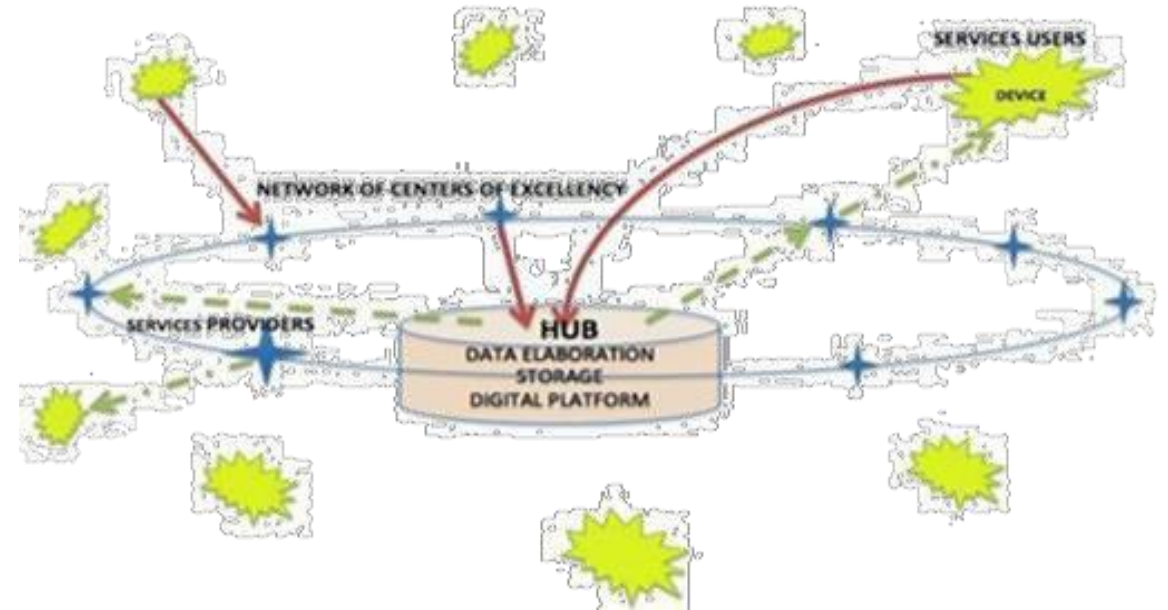 SERVICES USERS
DEVICE
NETWORK OF CENTERS OF EXCELLENCY
SERVICES PROVIDERS
HUB
DATA ELABORATION
STORAGE
DIGITAL PLATFORM